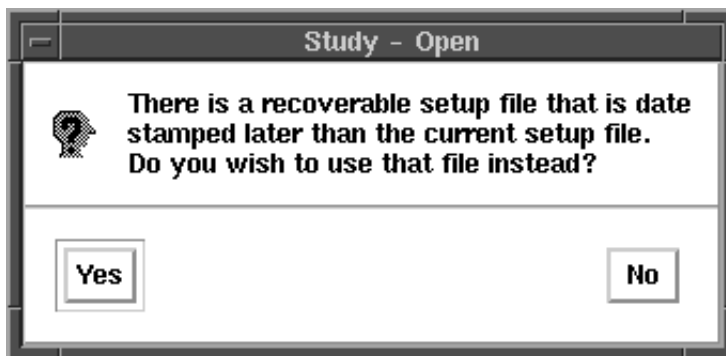 Study - Open
There is a recoverable setup file that is date
stamped later than the current setup file.
Do you wish to use that file instead?
Yes
No